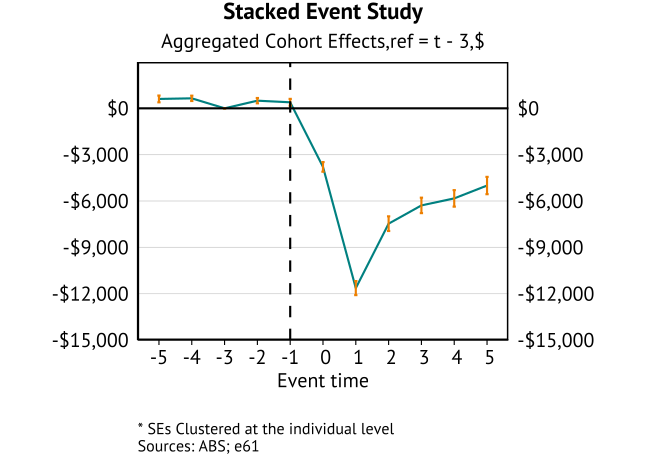 Stacked Event Study
Aggregated Cohort Effects,ref = t - 3,$
$0 $0
-$3,000 -$3,000
-$6,000 -$6,000
-$9,000 -$9,000
-$12,000 -$12,000
-$15,000 -$15,000
-5 -4 -3 -2 -1 0 1 2 3 4 5
Event time
* SEs Clustered at the individual level
Sources: ABS; e61